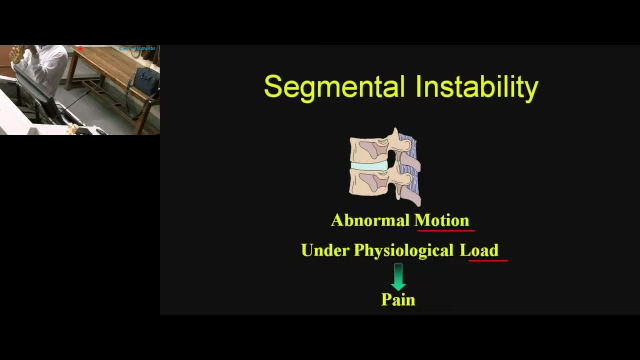 Segmental Instability
Abnormal Motion
Under Physiological Load
Pain